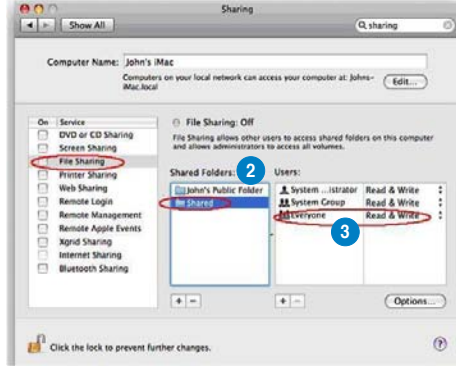 Sharing
Show All
sharing
Computer Name: John's iMac
Computers on your local network can access your computer at: Johns-
iMac.local
Edit...
On Service
DVD or CD Sharing
Screen Sharing
File Sharing
Printer Sharing
Web Sharing
Remote Login
Remote Management
Remote Apple Events
Xgrid Sharing
Internet Sharing
Bluetooth Sharing
File Sharing: Off
File Sharing allows other users to access shared folders on this computer
and allows administrators to access all volumes.
Shared Folders: 2
John's Public Folder
Shared
Users:
System ...istrator Read & Write
System Group Read & Write
Everyone Read & Write
3
+ -
+ -
Options...
Click the lock to prevent further changes.
?